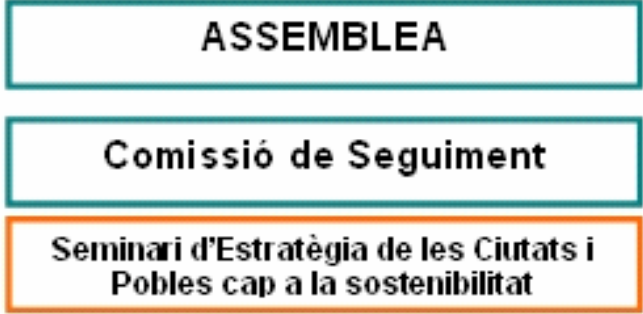 ASSEMBLEA
Comissió de Seguiment
Seminari d'Estratègia de les Ciutats i
Pobles cap a la sostenibilitat